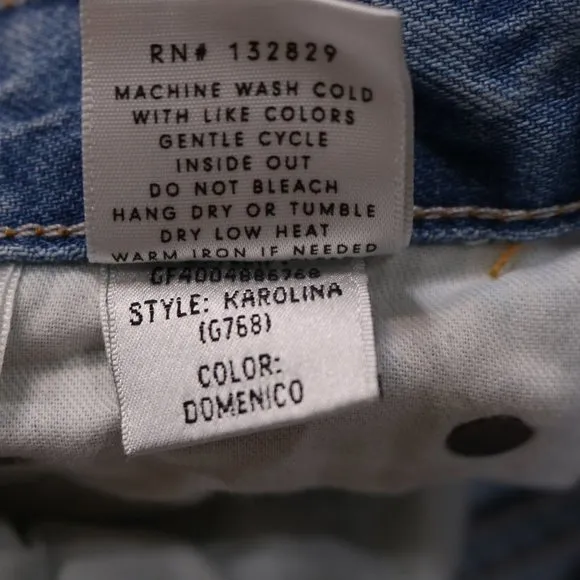 RN# 132829
MACHINE WASH COLD
WITH LIKE COLORS
GENTLE CYCLE
INSIDE OUT
DO NOT BLEACH
HANG DRY OR TUMBLE
DRY LOW HEAT
WARM IRON IF NEEDED
GF4004886768
STYLE: KAROLINA
(G768)
COLOR:
DOMENICO